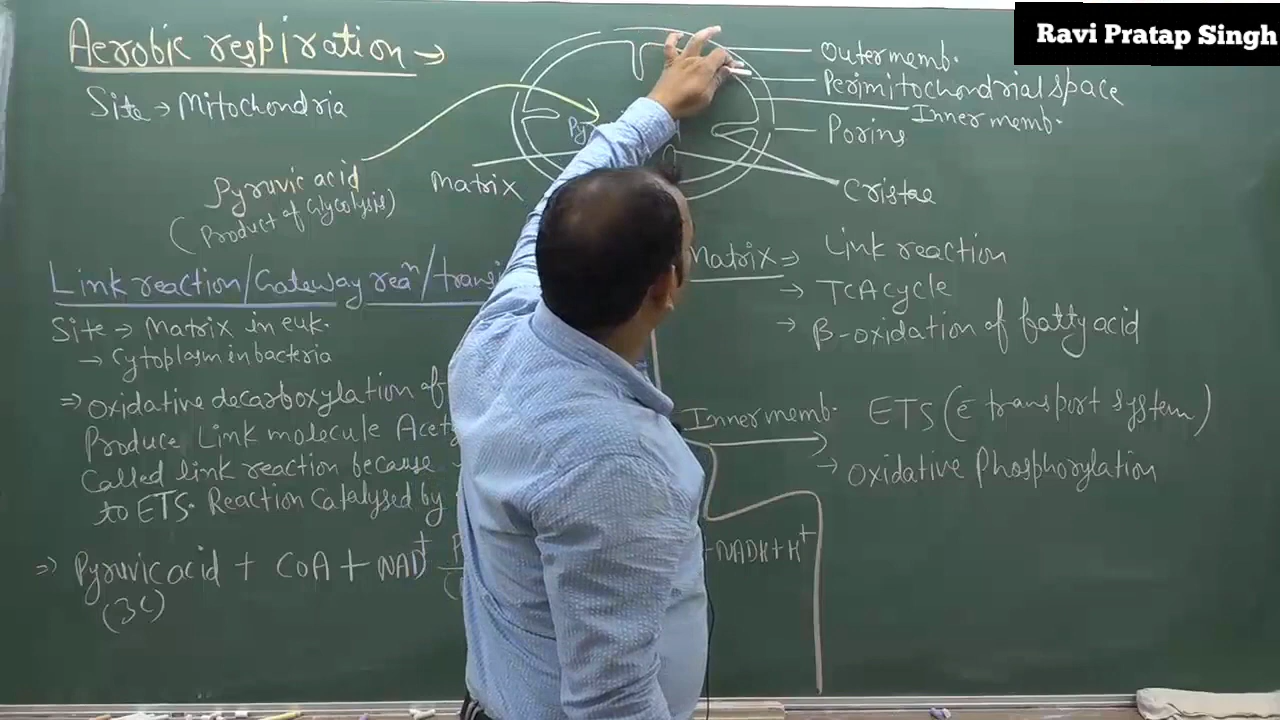 Ravi Pratap Singh
Aerobic respiration →
Site → Mitochondria
Pyruvic acid
(Product of Glycolysis)
Matrix
Py
Outer memb.
Perimitochondrial space
Inner memb.
Porins
Cristae
Link reaction/Gateway reaⁿ/transi
Site → Matrix in euk.
→ Cytoplasm in bacteria
⇒ Oxidative decarboxylation of
Produce Link molecule Acety
Called link reaction because
to ETS. Reaction Catalysed by
⇒ Pyruvic acid + CoA + NAD⁺
(3C)
+ NADH + H⁺
Matrix → Link reaction
→ TCA cycle
→ β-oxidation of fatty acid
Inner memb. ETS (e⁻ transport system)
→ Oxidative Phosphorylation